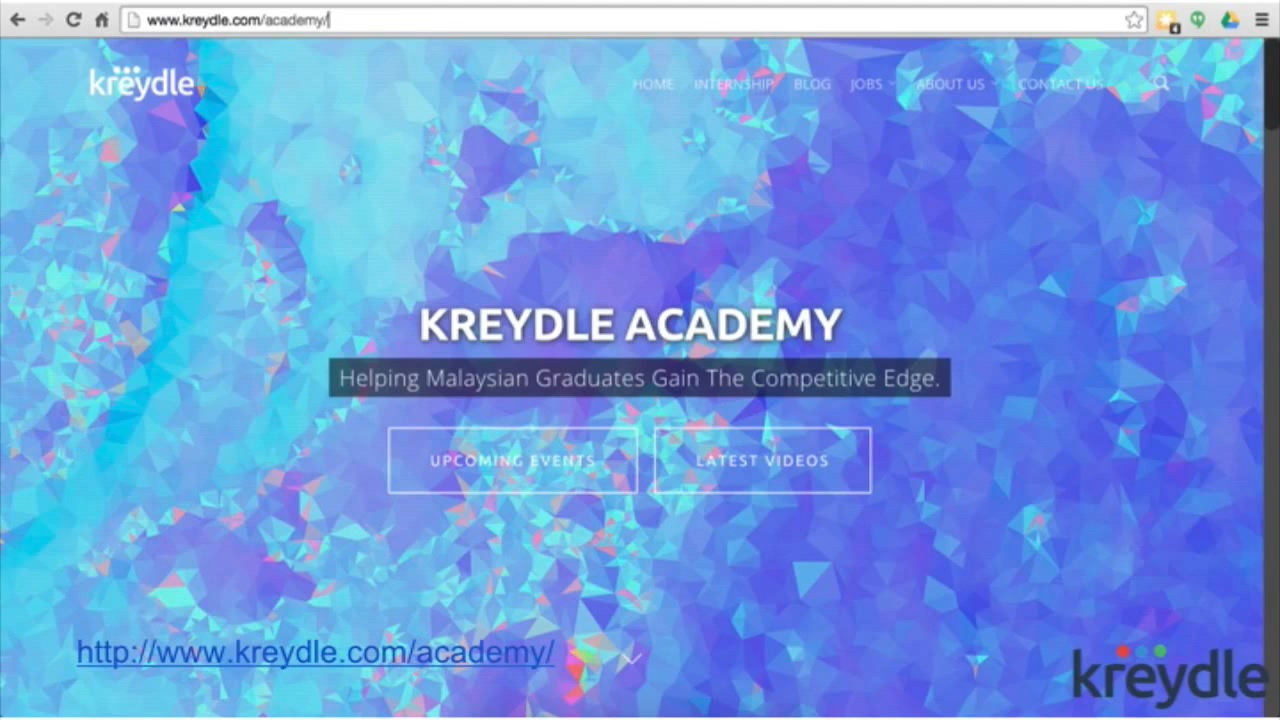 www.kreydle.com/academy/
4
kreydle
HOME INTERNSHIP BLOG JOBS ABOUT US CONTACT US
KREYDLE ACADEMY
Helping Malaysian Graduates Gain The Competitive Edge.
UPCOMING EVENTS LATEST VIDEOS
http://www.kreydle.com/academy/
kreydle